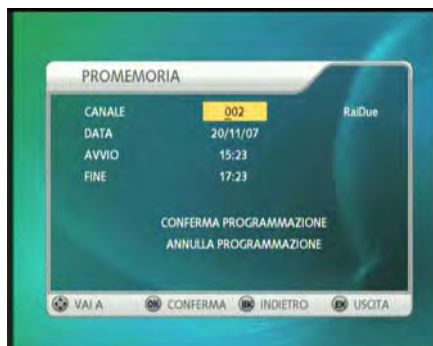 PROMEMORIA
CANALE 002 RaiDue
DATA 20/11/07
AVVIO 15:23
FINE 17:23
CONFERMA PROGRAMMAZIONE
ANNULLA PROGRAMMAZIONE
VAI A OK CONFERMA BK INDIETRO EX USCITA